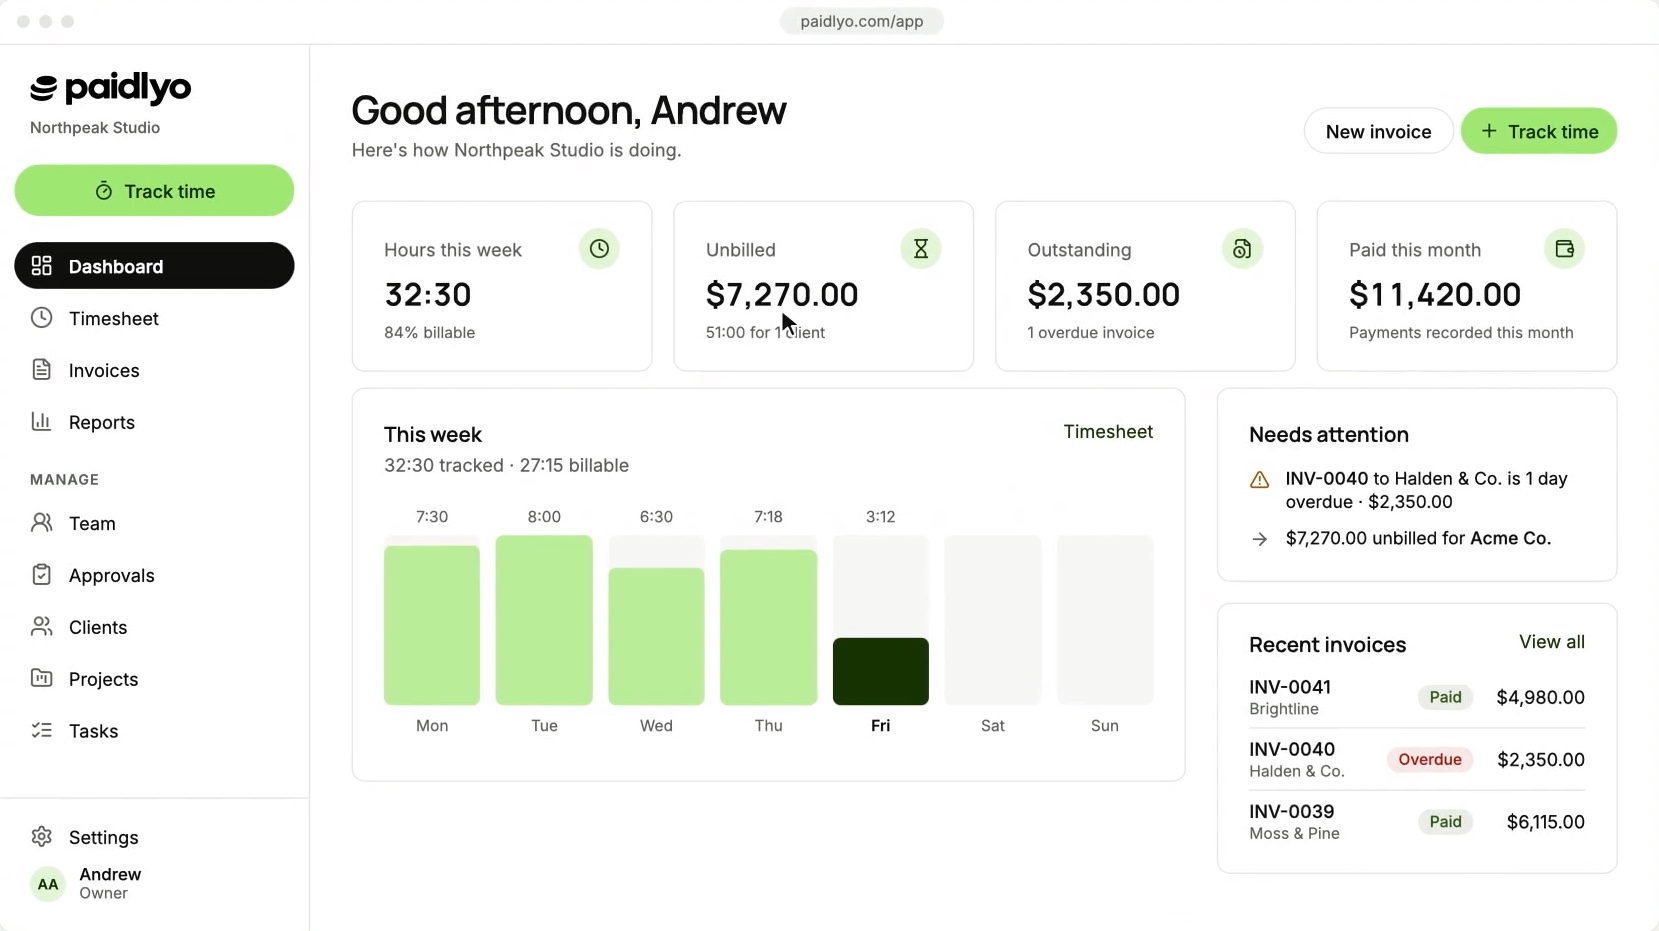 paidlyo.com/app
paidlyo
Northpeak Studio
Track time
Dashboard
Timesheet
Invoices
Reports
MANAGE
Team
Approvals
Clients
Projects
Tasks
Settings
AA
Andrew
Owner
Good afternoon, Andrew
Here's how Northpeak Studio is doing.
New invoice
+ Track time
Hours this week
32:30
84% billable
Unbilled
$7,270.00
51:00 for 1 client
Outstanding
$2,350.00
1 overdue invoice
Paid this month
$11,420.00
Payments recorded this month
This week
Timesheet
32:30 tracked · 27:15 billable
7:30 8:00 6:30 7:18 3:12
Mon Tue Wed Thu Fri Sat Sun
Needs attention
INV-0040 to Halden & Co. is 1 day
overdue · $2,350.00
$7,270.00 unbilled for Acme Co.
Recent invoices
View all
INV-0041
Brightline
Paid
$4,980.00
INV-0040
Halden & Co.
Overdue
$2,350.00
INV-0039
Moss & Pine
Paid
$6,115.00